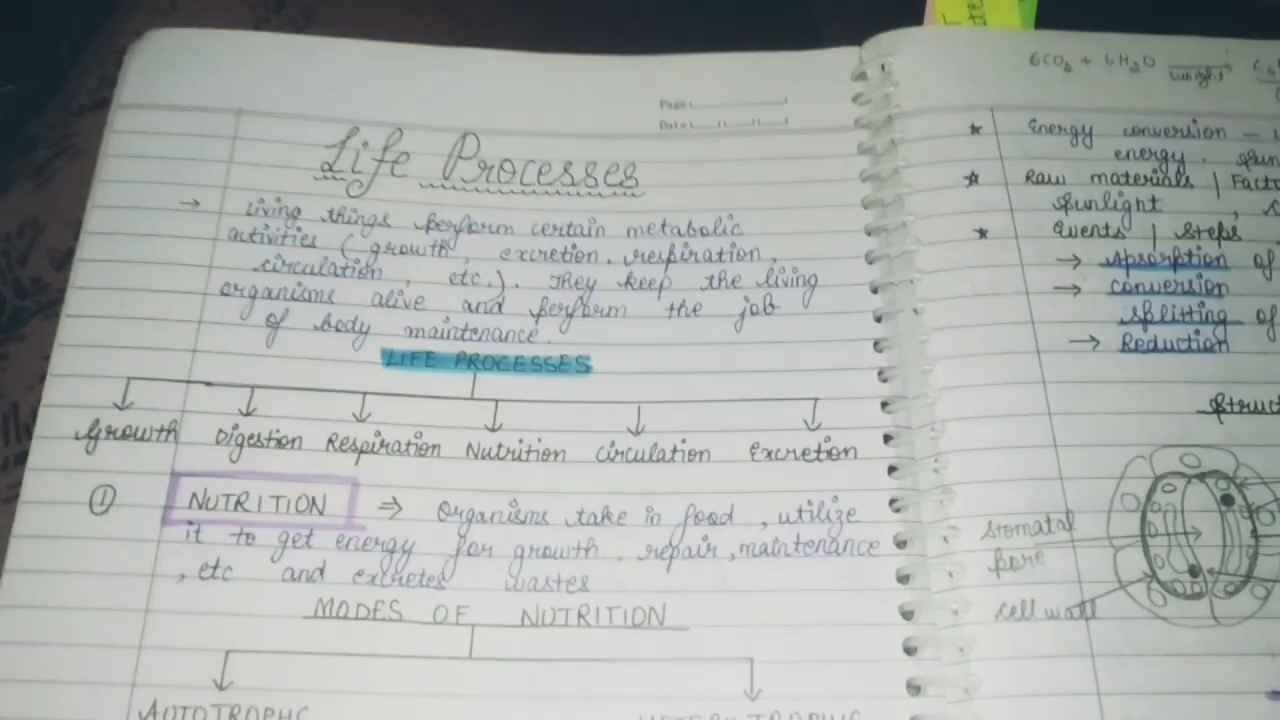 Page:
Date:
Life Processes
→ Living things perform certain metabolic
activities (growth, excretion, respiration,
circulation, etc.). They keep the living
organisms alive and perform the job
of body maintenance.
LIFE PROCESSES
Growth Digestion Respiration Nutrition Circulation Excretion
① NUTRITION ⇒ Organisms take in food, utilize
it to get energy for growth, repair, maintenance
, etc and excretes wastes
MODES OF NUTRITION
AUTOTROPHC
6CO₂ + 6H₂O sunlight→
★ Energy conversion –
energy.
★ Raw materials |
sunlight ,
★ Events | Steps
→ apsorption of
→ conversion
splitting of
→ Reduction
stomatal
pore
cell wall